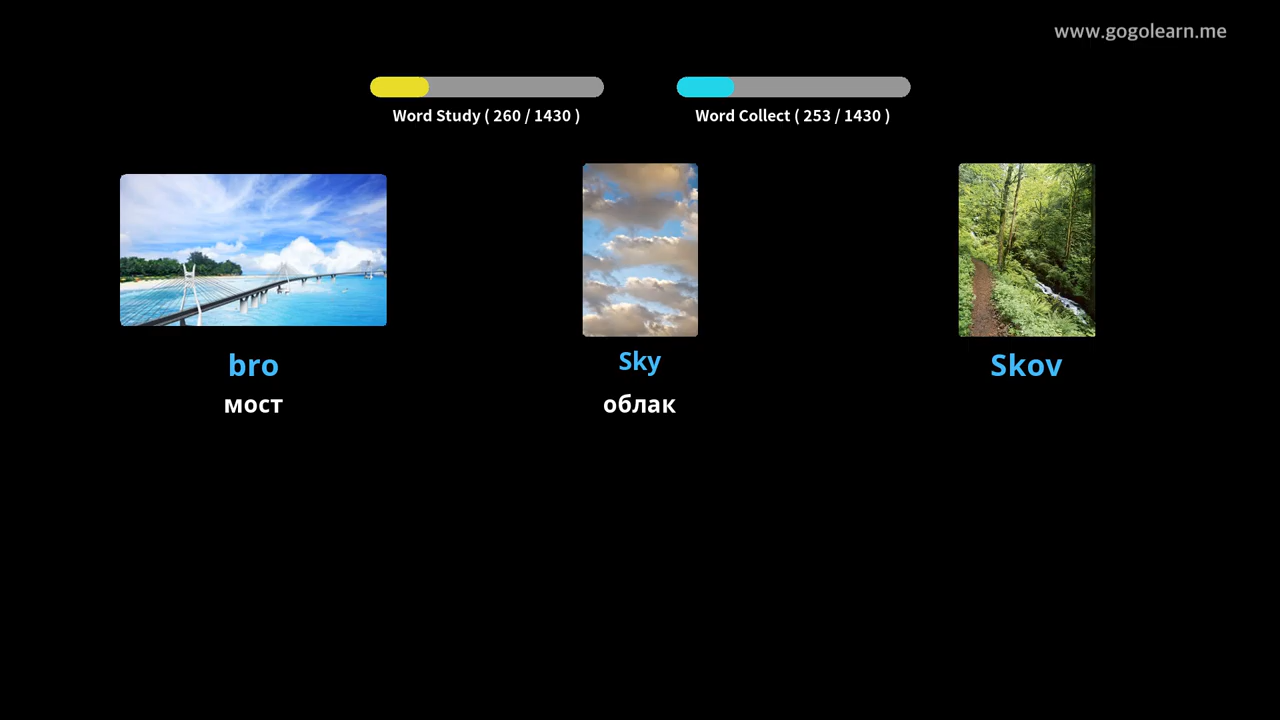 www.gogolearn.me
Word Study ( 260 / 1430 )
Word Collect ( 253 / 1430 )
bro
мост
Sky
облак
Skov